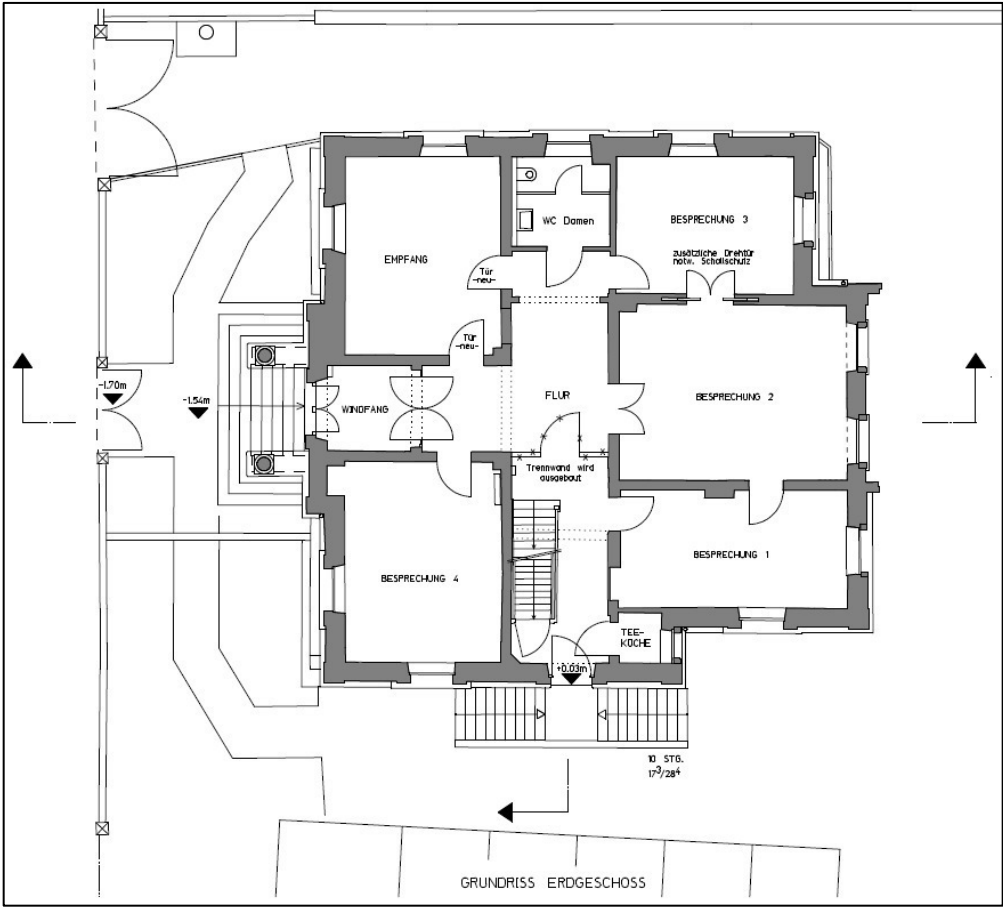 WC Damen
BESPRECHUNG 3
EMPFANG
zusätzliche Drehtür
notw. Schallschutz
Tür
-neu-
Tür
-neu-
-1.70m
-1.54m
WINDFANG
FLUR
BESPRECHUNG 2
Trennwand wird
ausgebaut
BESPRECHUNG 1
BESPRECHUNG 4
TEE-
KÜCHE
+0.03m
10 STG.
17³/28⁴
GRUNDRISS ERDGESCHOSS